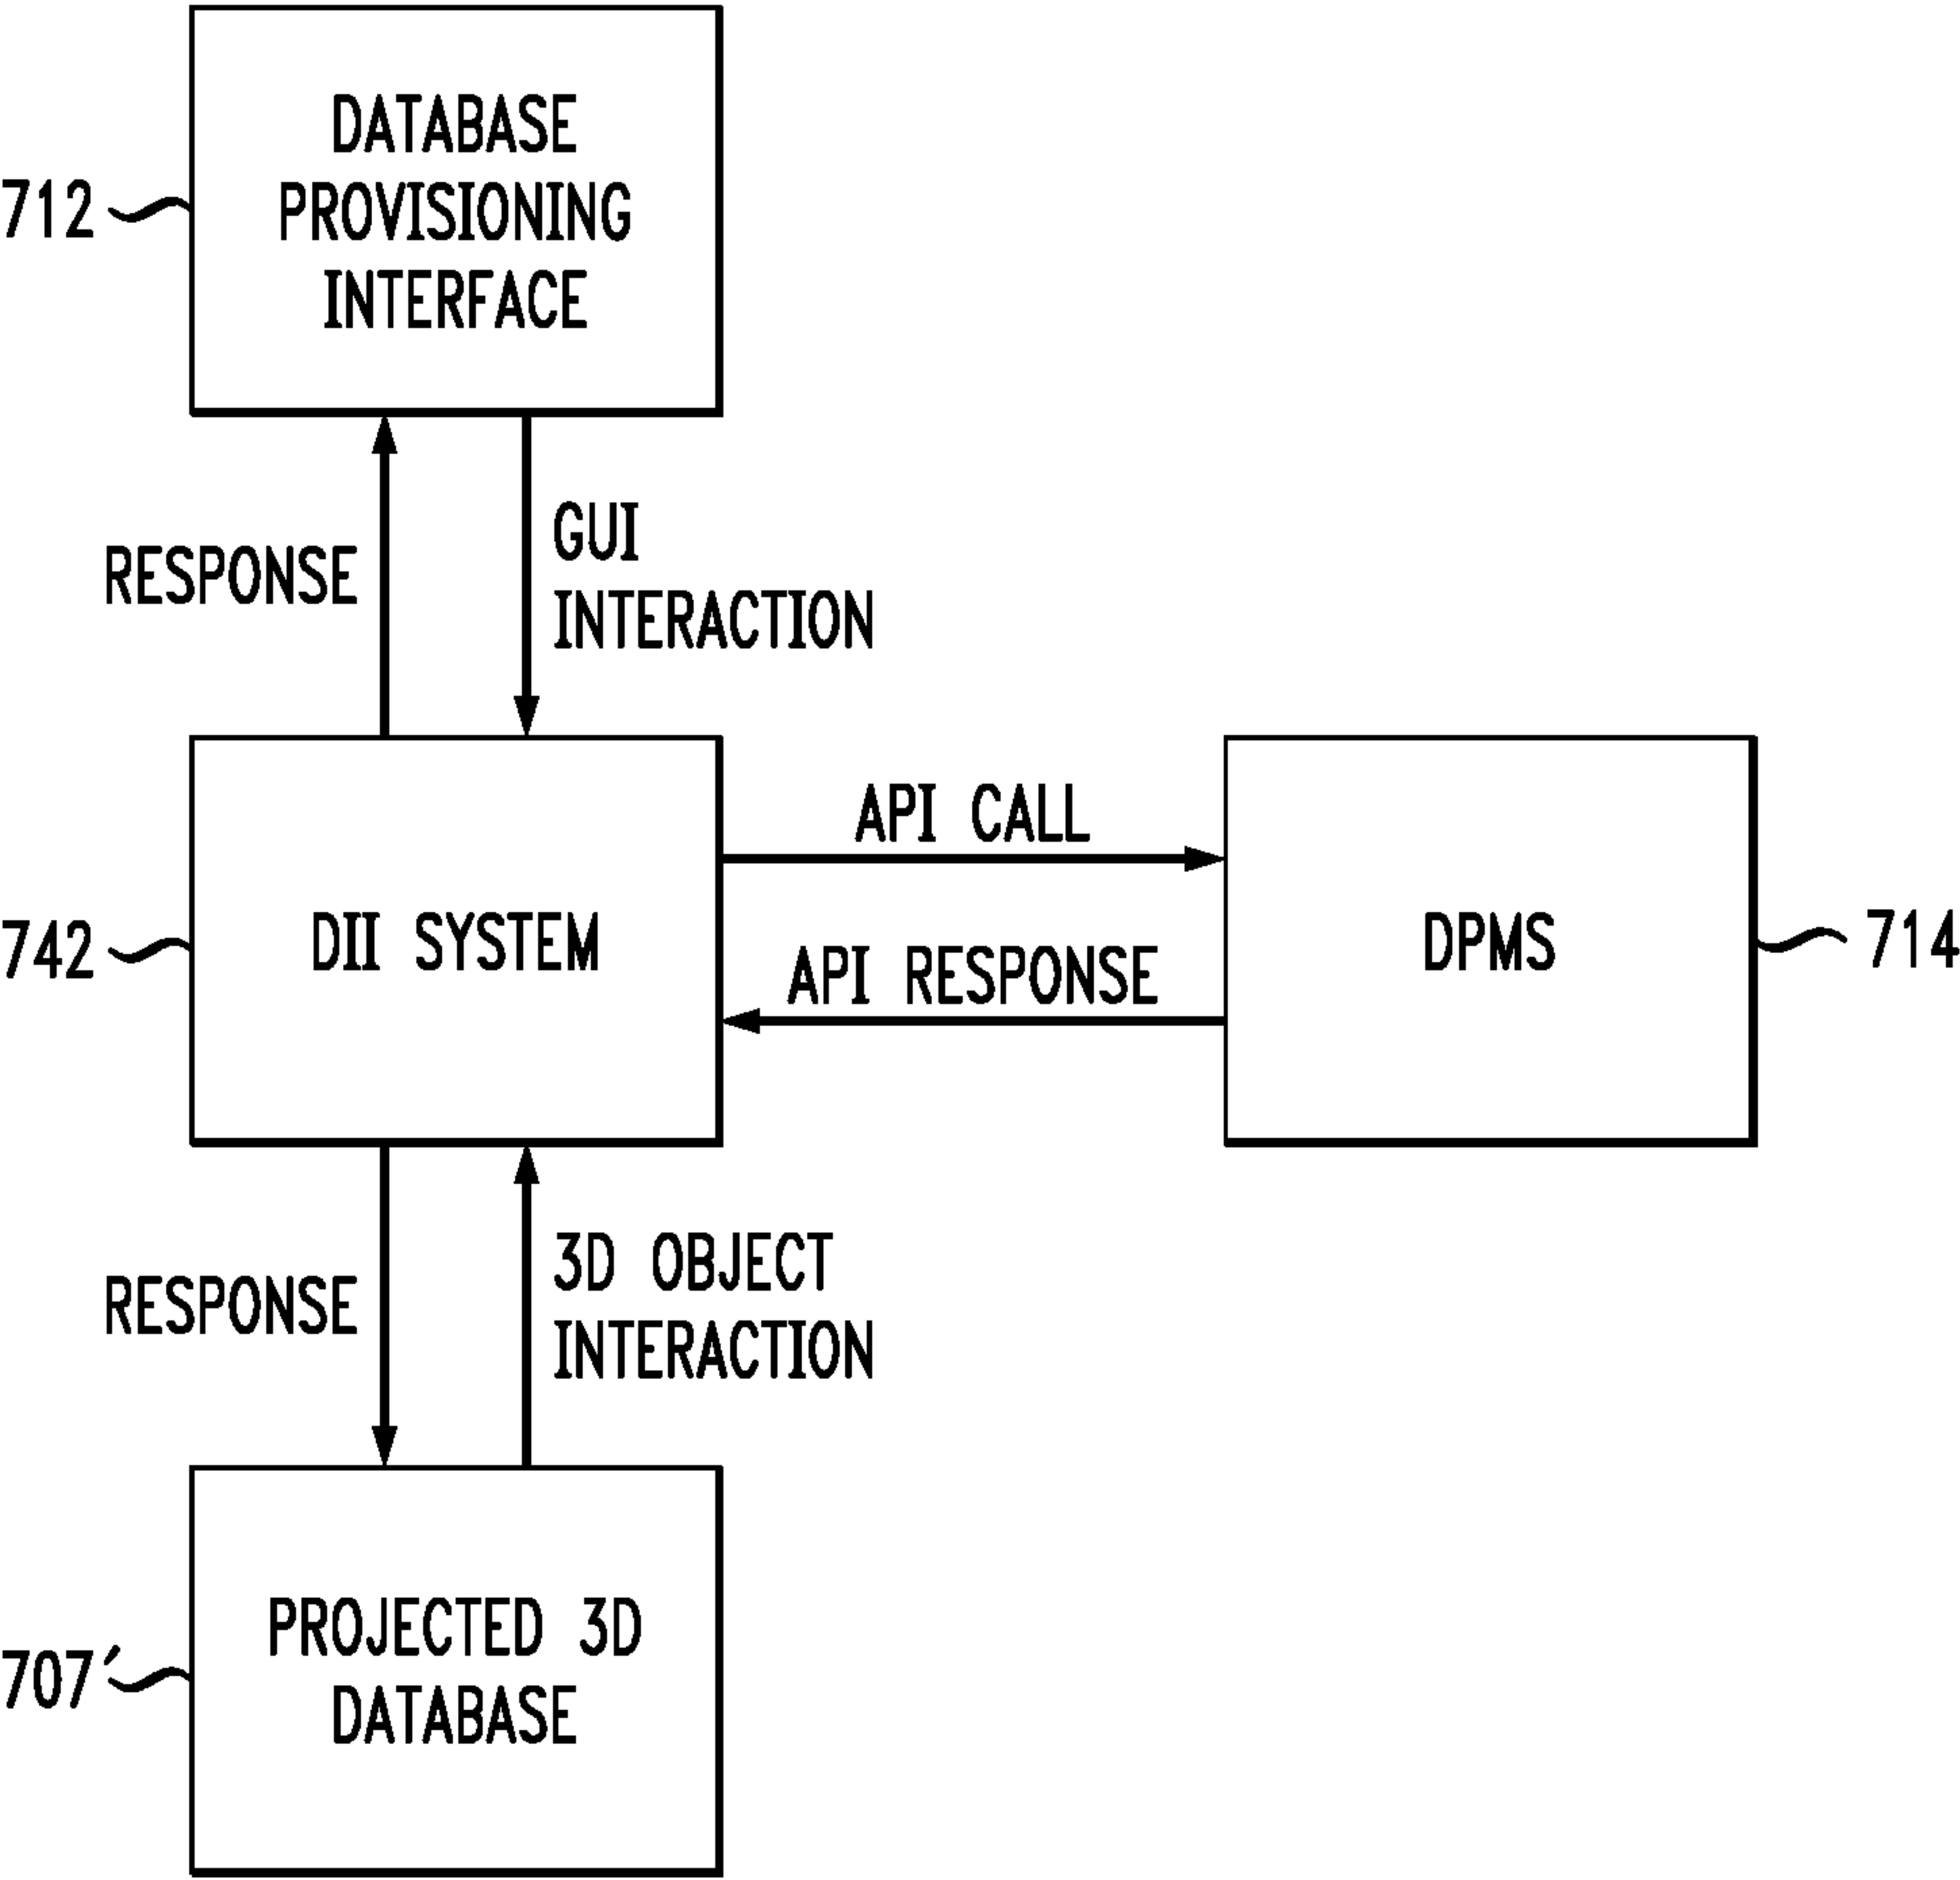 DATABASE
PROVISIONING
INTERFACE
712
RESPONSE
GUI
INTERACTION
742
DII SYSTEM
API CALL
API RESPONSE
DPMS
714
RESPONSE
3D OBJECT
INTERACTION
707′
PROJECTED 3D
DATABASE